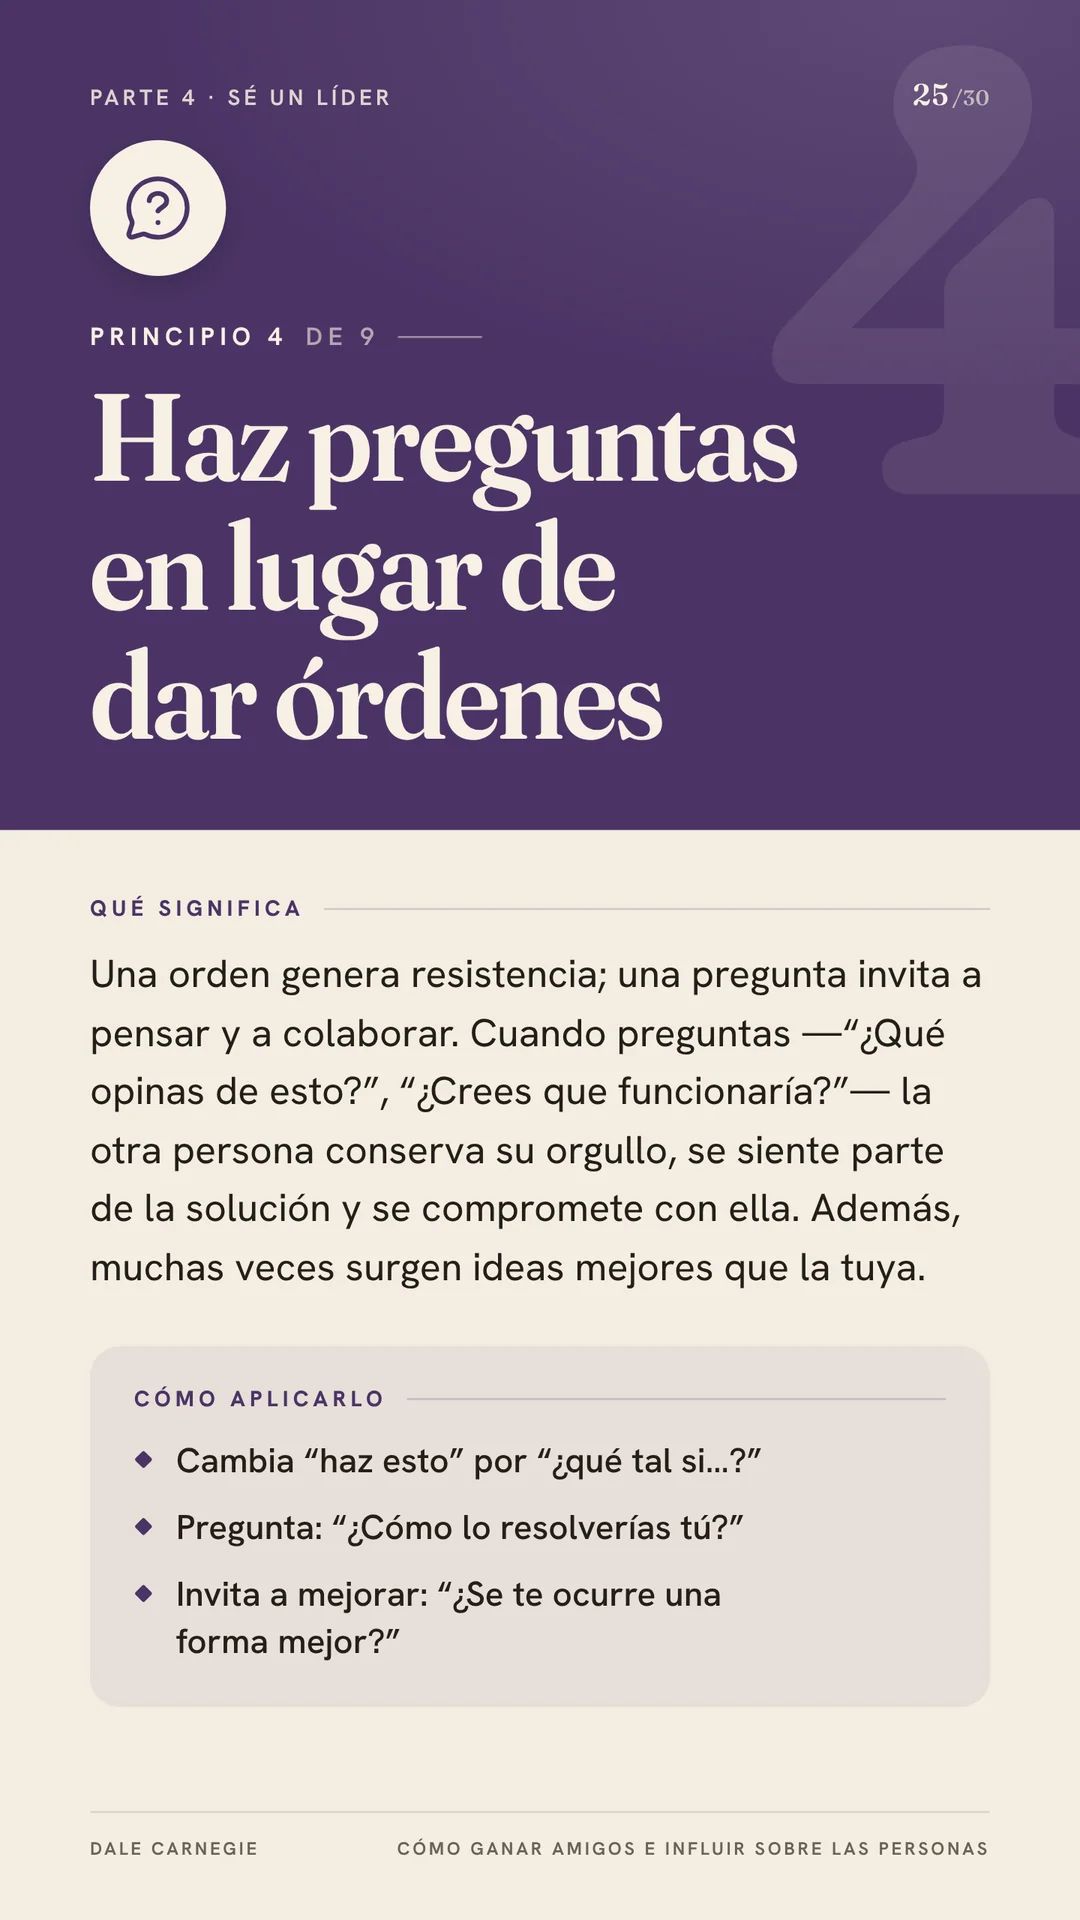 PARTE 4 · SÉ UN LÍDER
25/30
4
PRINCIPIO 4 DE 9
Haz preguntas
en lugar de
dar órdenes
QUÉ SIGNIFICA
Una orden genera resistencia; una pregunta invita a
pensar y a colaborar. Cuando preguntas —“¿Qué
opinas de esto?”, “¿Crees que funcionaría?”— la
otra persona conserva su orgullo, se siente parte
de la solución y se compromete con ella. Además,
muchas veces surgen ideas mejores que la tuya.
CÓMO APLICARLO
◆ Cambia “haz esto” por “¿qué tal si…?”
◆ Pregunta: “¿Cómo lo resolverías tú?”
◆ Invita a mejorar: “¿Se te ocurre una
forma mejor?”
DALE CARNEGIE
CÓMO GANAR AMIGOS E INFLUIR SOBRE LAS PERSONAS